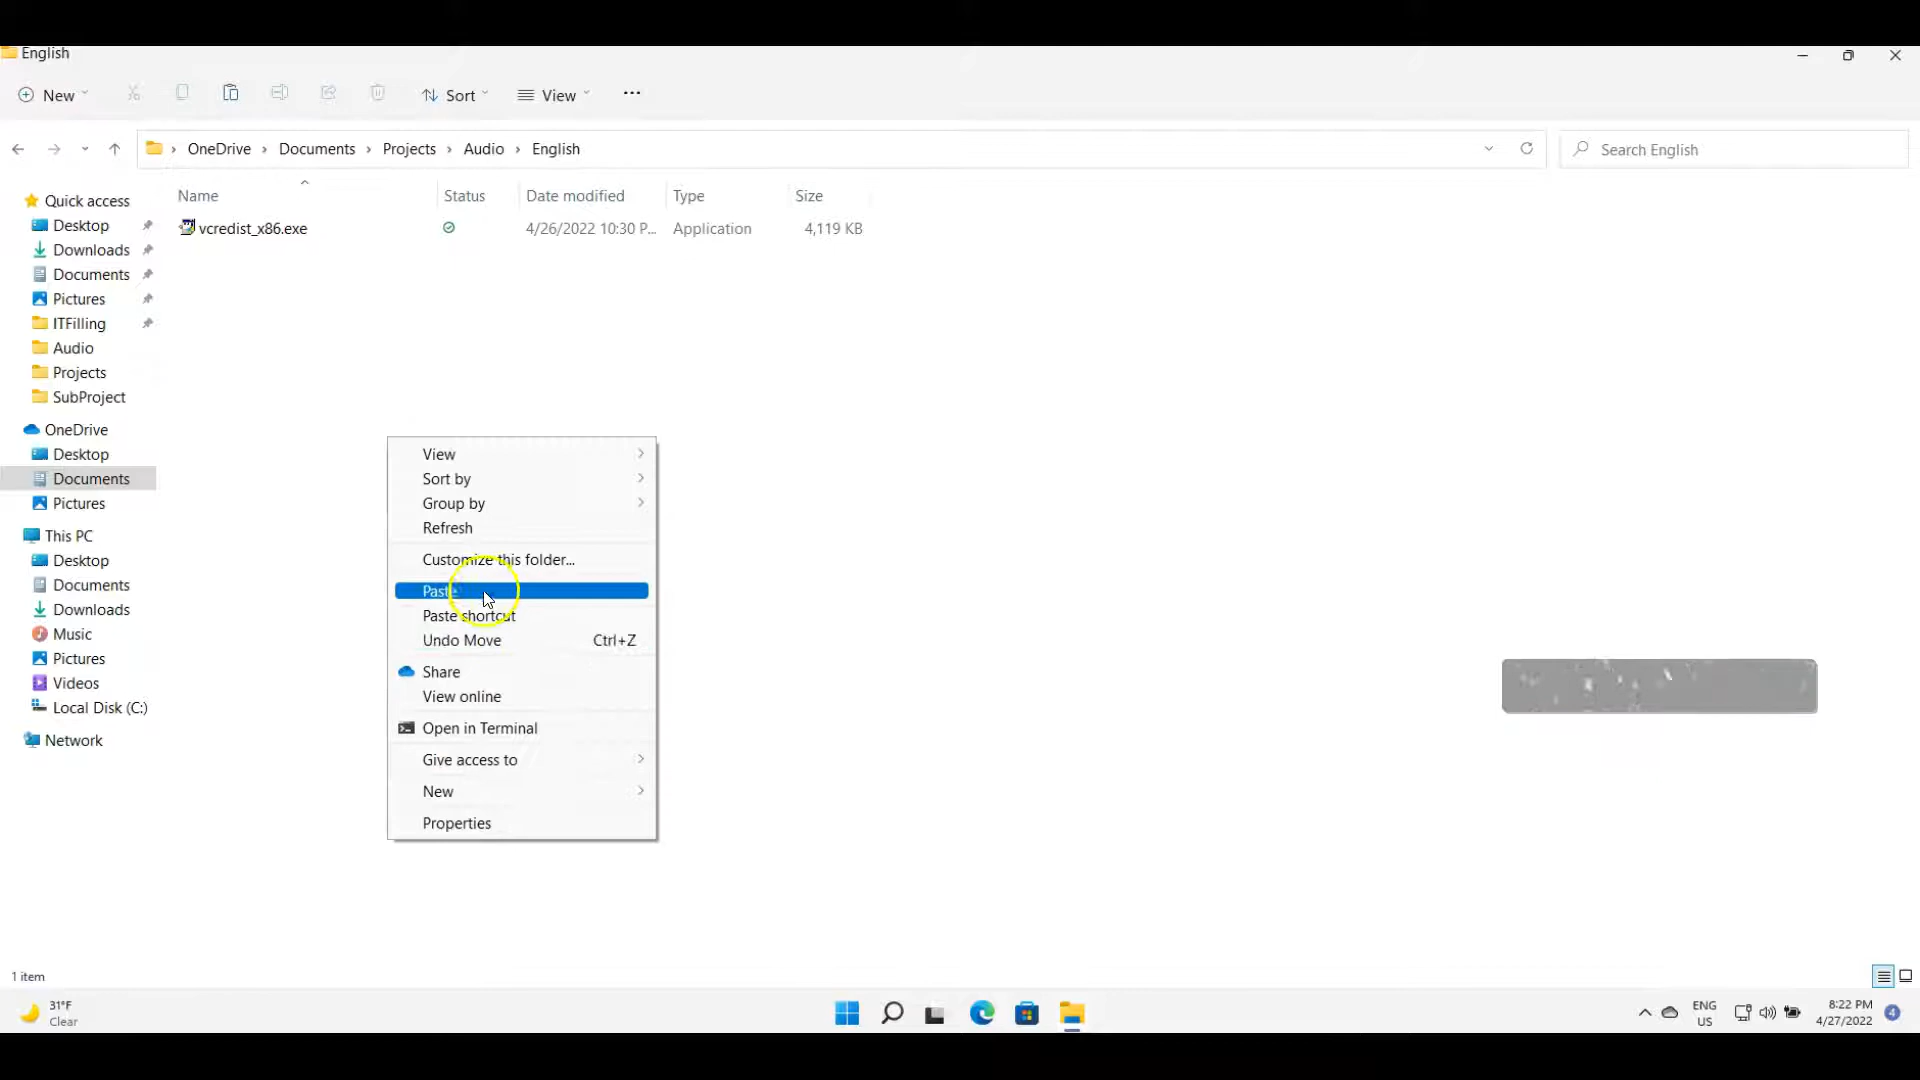 English
New
Sort
View
OneDrive > Documents > Projects > Audio > English
Search English
Name Status Date modified Type Size
vcredist_x86.exe 4/26/2022 10:30 P... Application 4,119 KB
Quick access
Desktop
Downloads
Documents
Pictures
ITFilling
Audio
Projects
SubProject
OneDrive
Desktop
Documents
Pictures
This PC
Desktop
Documents
Downloads
Music
Pictures
Videos
Local Disk (C:)
Network
View
Sort by
Group by
Refresh
Customize this folder...
Paste
Paste shortcut
Undo Move Ctrl+Z
Share
View online
Open in Terminal
Give access to
New
Properties
1 item
31°F
Clear
ENG
US
8:22 PM
4/27/2022
4